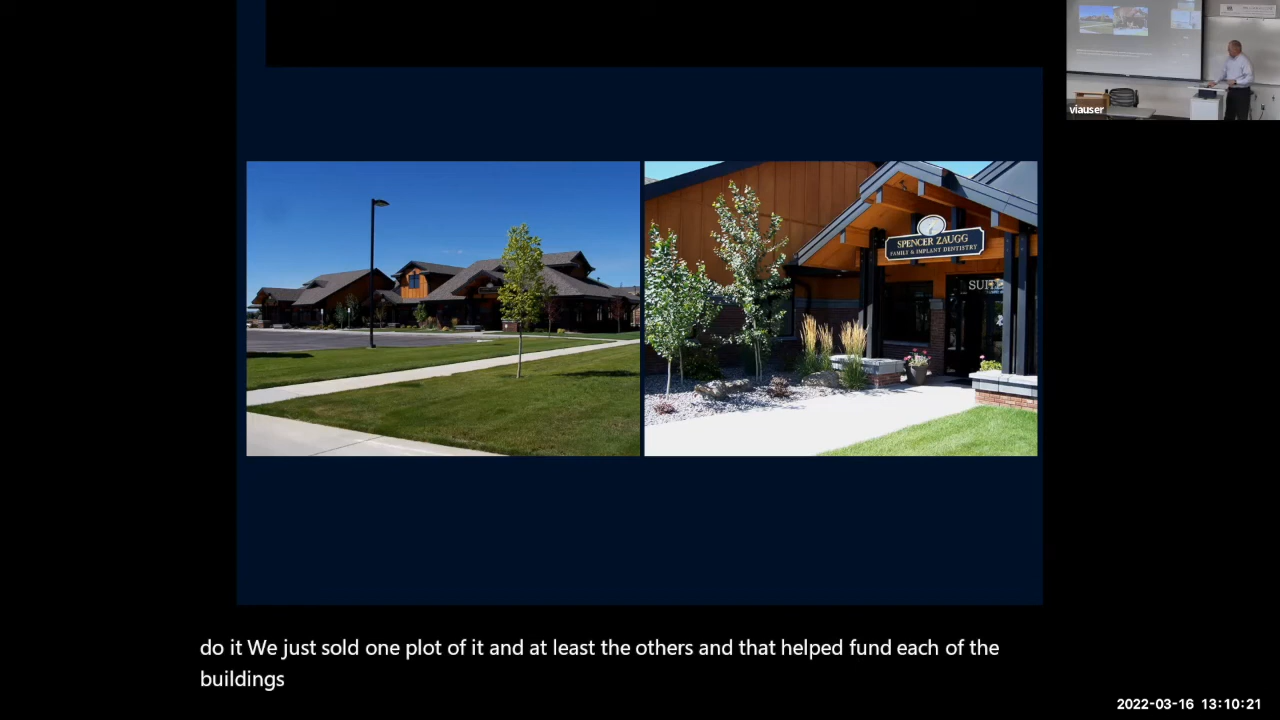 viauser
SPENCER ZAUGG
FAMILY & IMPLANT DENTISTRY
SUITE
do it We just sold one plot of it and at least the others and that helped fund each of the
buildings
2022-03-16 13:10:21